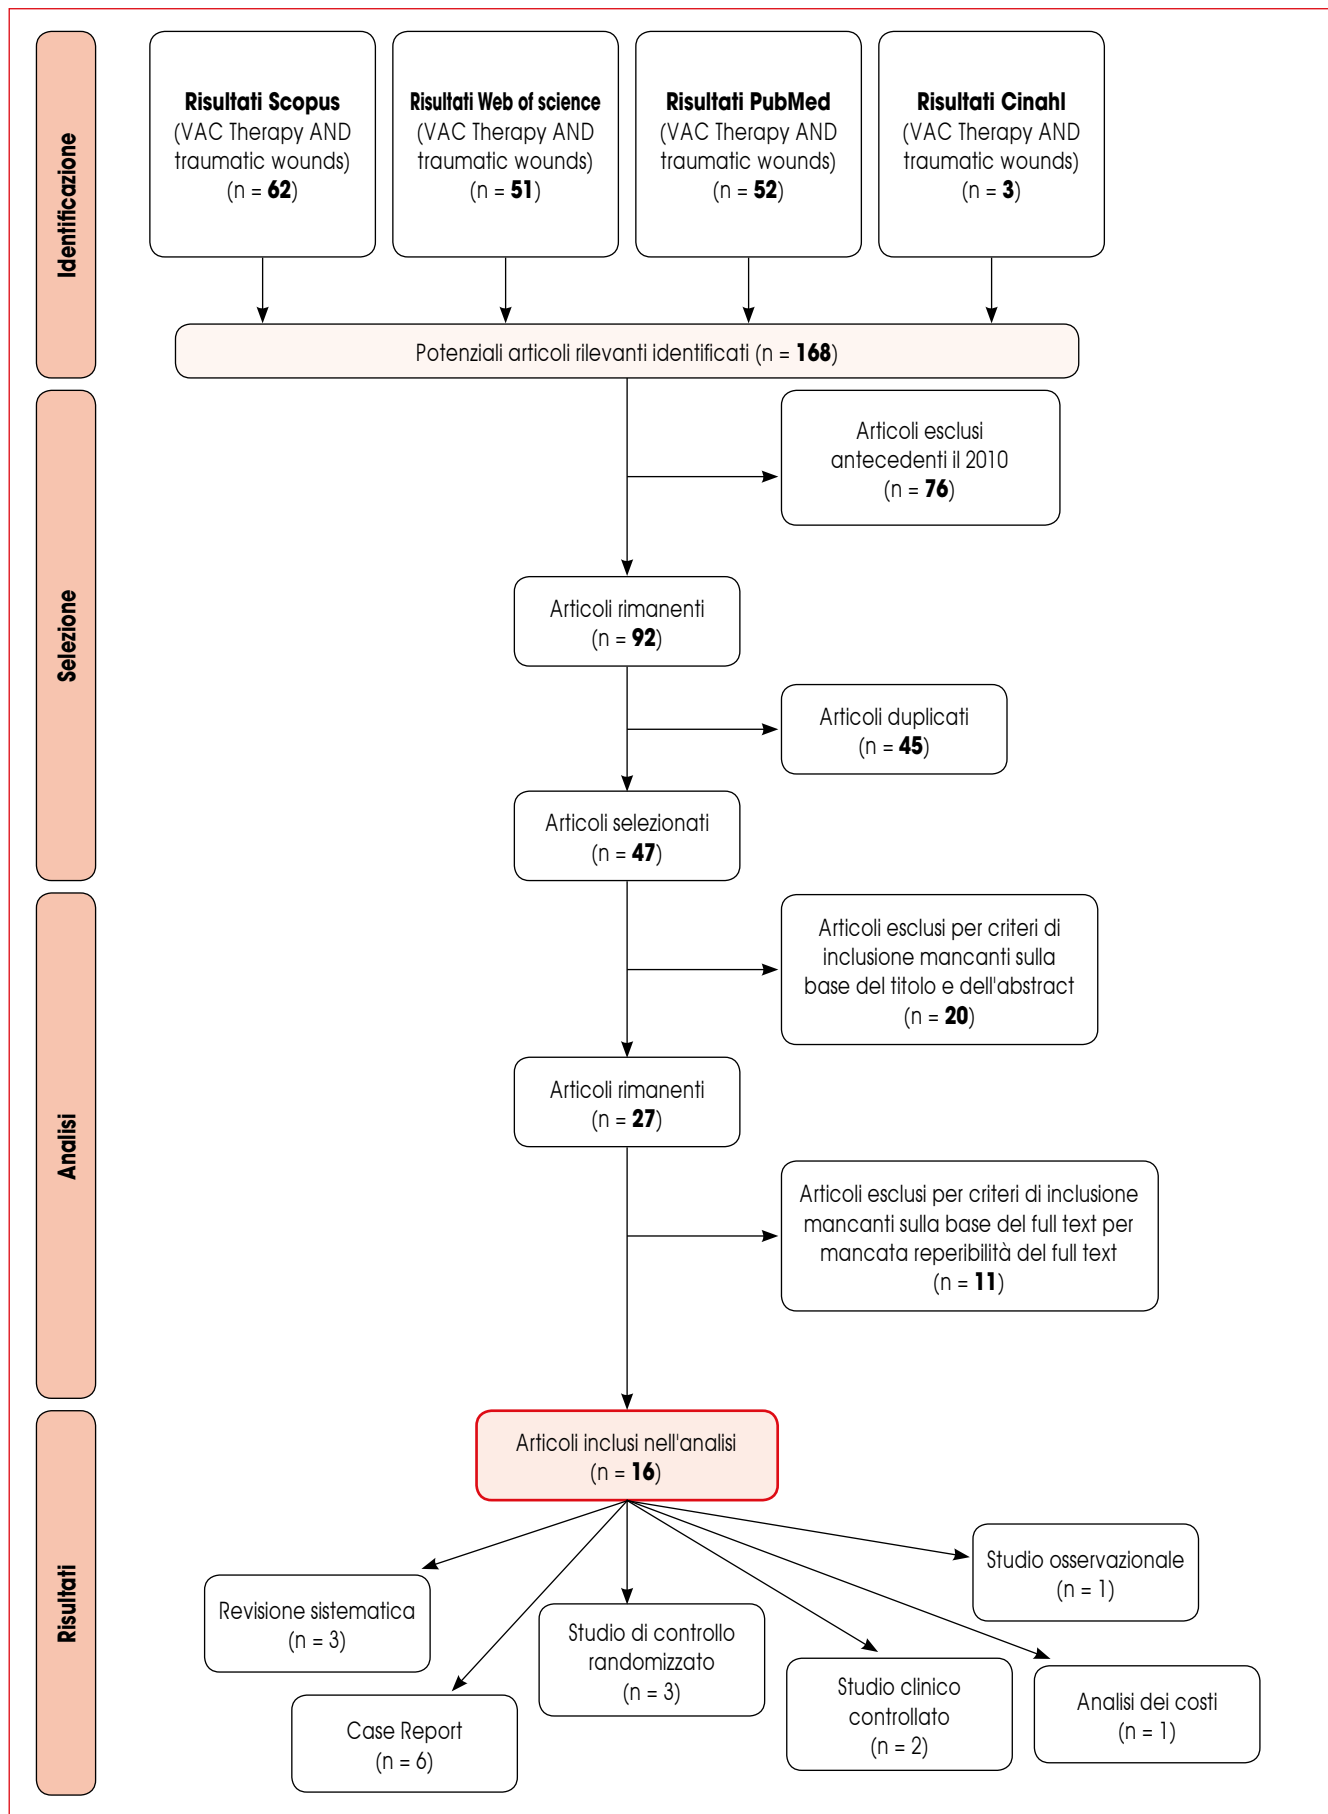 Identificazione
Risultati Scopus
(VAC Therapy AND
traumatic wounds)
(n = 62)
Risultati Web of science
(VAC Therapy AND
traumatic wounds)
(n = 51)
Risultati PubMed
(VAC Therapy AND
traumatic wounds)
(n = 52)
Risultati Cinahl
(VAC Therapy AND
traumatic wounds)
(n = 3)
Potenziali articoli rilevanti identificati (n = 168)
Selezione
Articoli esclusi
antecedenti il 2010
(n = 76)
Articoli rimanenti
(n = 92)
Articoli duplicati
(n = 45)
Articoli selezionati
(n = 47)
Analisi
Articoli esclusi per criteri di
inclusione mancanti sulla
base del titolo e dell'abstract
(n = 20)
Articoli rimanenti
(n = 27)
Articoli esclusi per criteri di inclusione
mancanti sulla base del full text per
mancata reperibilità del full text
(n = 11)
Risultati
Articoli inclusi nell'analisi
(n = 16)
Revisione sistematica
(n = 3)
Case Report
(n = 6)
Studio di controllo
randomizzato
(n = 3)
Studio clinico
controllato
(n = 2)
Studio osservazionale
(n = 1)
Analisi dei costi
(n = 1)